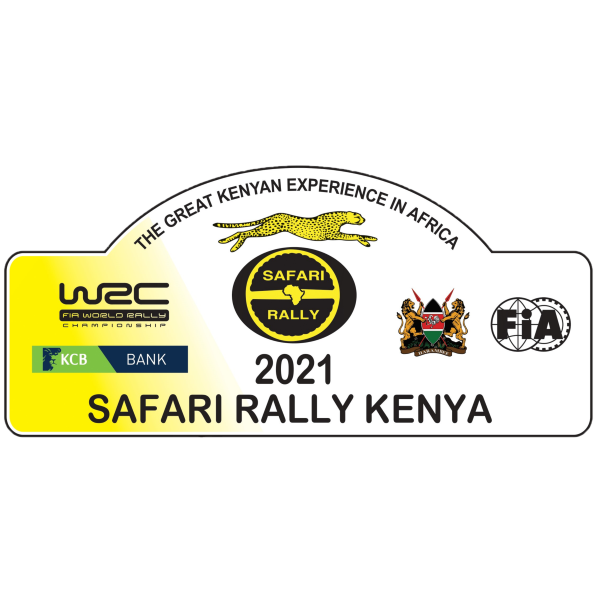 THE GREAT KENYAN EXPERIENCE IN AFRICA
SAFARI
RALLY
WRC
FIA WORLD RALLY
CHAMPIONSHIP
KCB BANK
HARAMBEE
FiA
2021
SAFARI RALLY KENYA